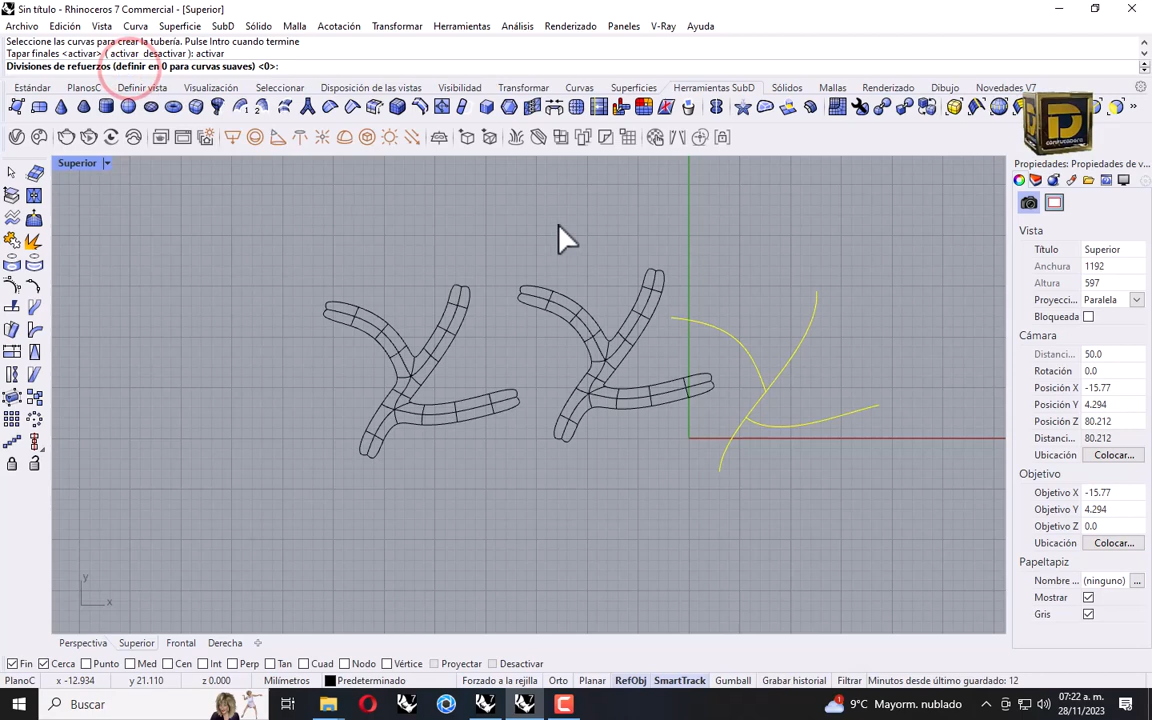 Sin título - Rhinoceros 7 Commercial - [Superior]
Archivo Edición Vista Curva Superficie SubD Sólido Malla Acotación Transformar Herramientas Análisis Renderizado Paneles V-Ray Ayuda
Seleccione las curvas para crear la tubería. Pulse Intro cuando termine
Tapar finales <activar> ( activar desactivar ): activar
Divisiones de refuerzos (definir en 0 para curvas suaves) <0>:
Estándar PlanosC Definir vista Visualización Seleccionar Disposición de las vistas Visibilidad Transformar Curvas Superficies Herramientas SubD Sólidos Mallas Renderizado Dibujo Novedades V7
Superior
Propiedades: Propiedades de v...
Vista
Título Superior
Anchura 1192
Altura 597
Proyecci... Paralela
Bloqueada
Cámara
Distanci... 50.0
Rotación 0.0
Posición X -15.77
Posición Y 4.294
Posición Z 80.212
Distanci... 80.212
Ubicación Colocar...
Objetivo
Objetivo X -15.77
Objetivo Y 4.294
Objetivo Z 0.0
Ubicación Colocar...
Papeltapiz
Nombre ... (ninguno) ...
Mostrar
Gris
y
x
Perspectiva Superior Frontal Derecha
Fin Cerca Punto Med Cen Int Perp Tan Cuad Nodo Vértice Proyectar Desactivar
PlanoC x -12.934 y 21.110 z 0.000 Milímetros Predeterminado Forzado a la rejilla Orto Planar RefObj SmartTrack Gumball Grabar historial Filtrar Minutos desde último guardado: 12
Buscar
9°C Mayorm. nublado
07:22 a. m.
28/11/2023